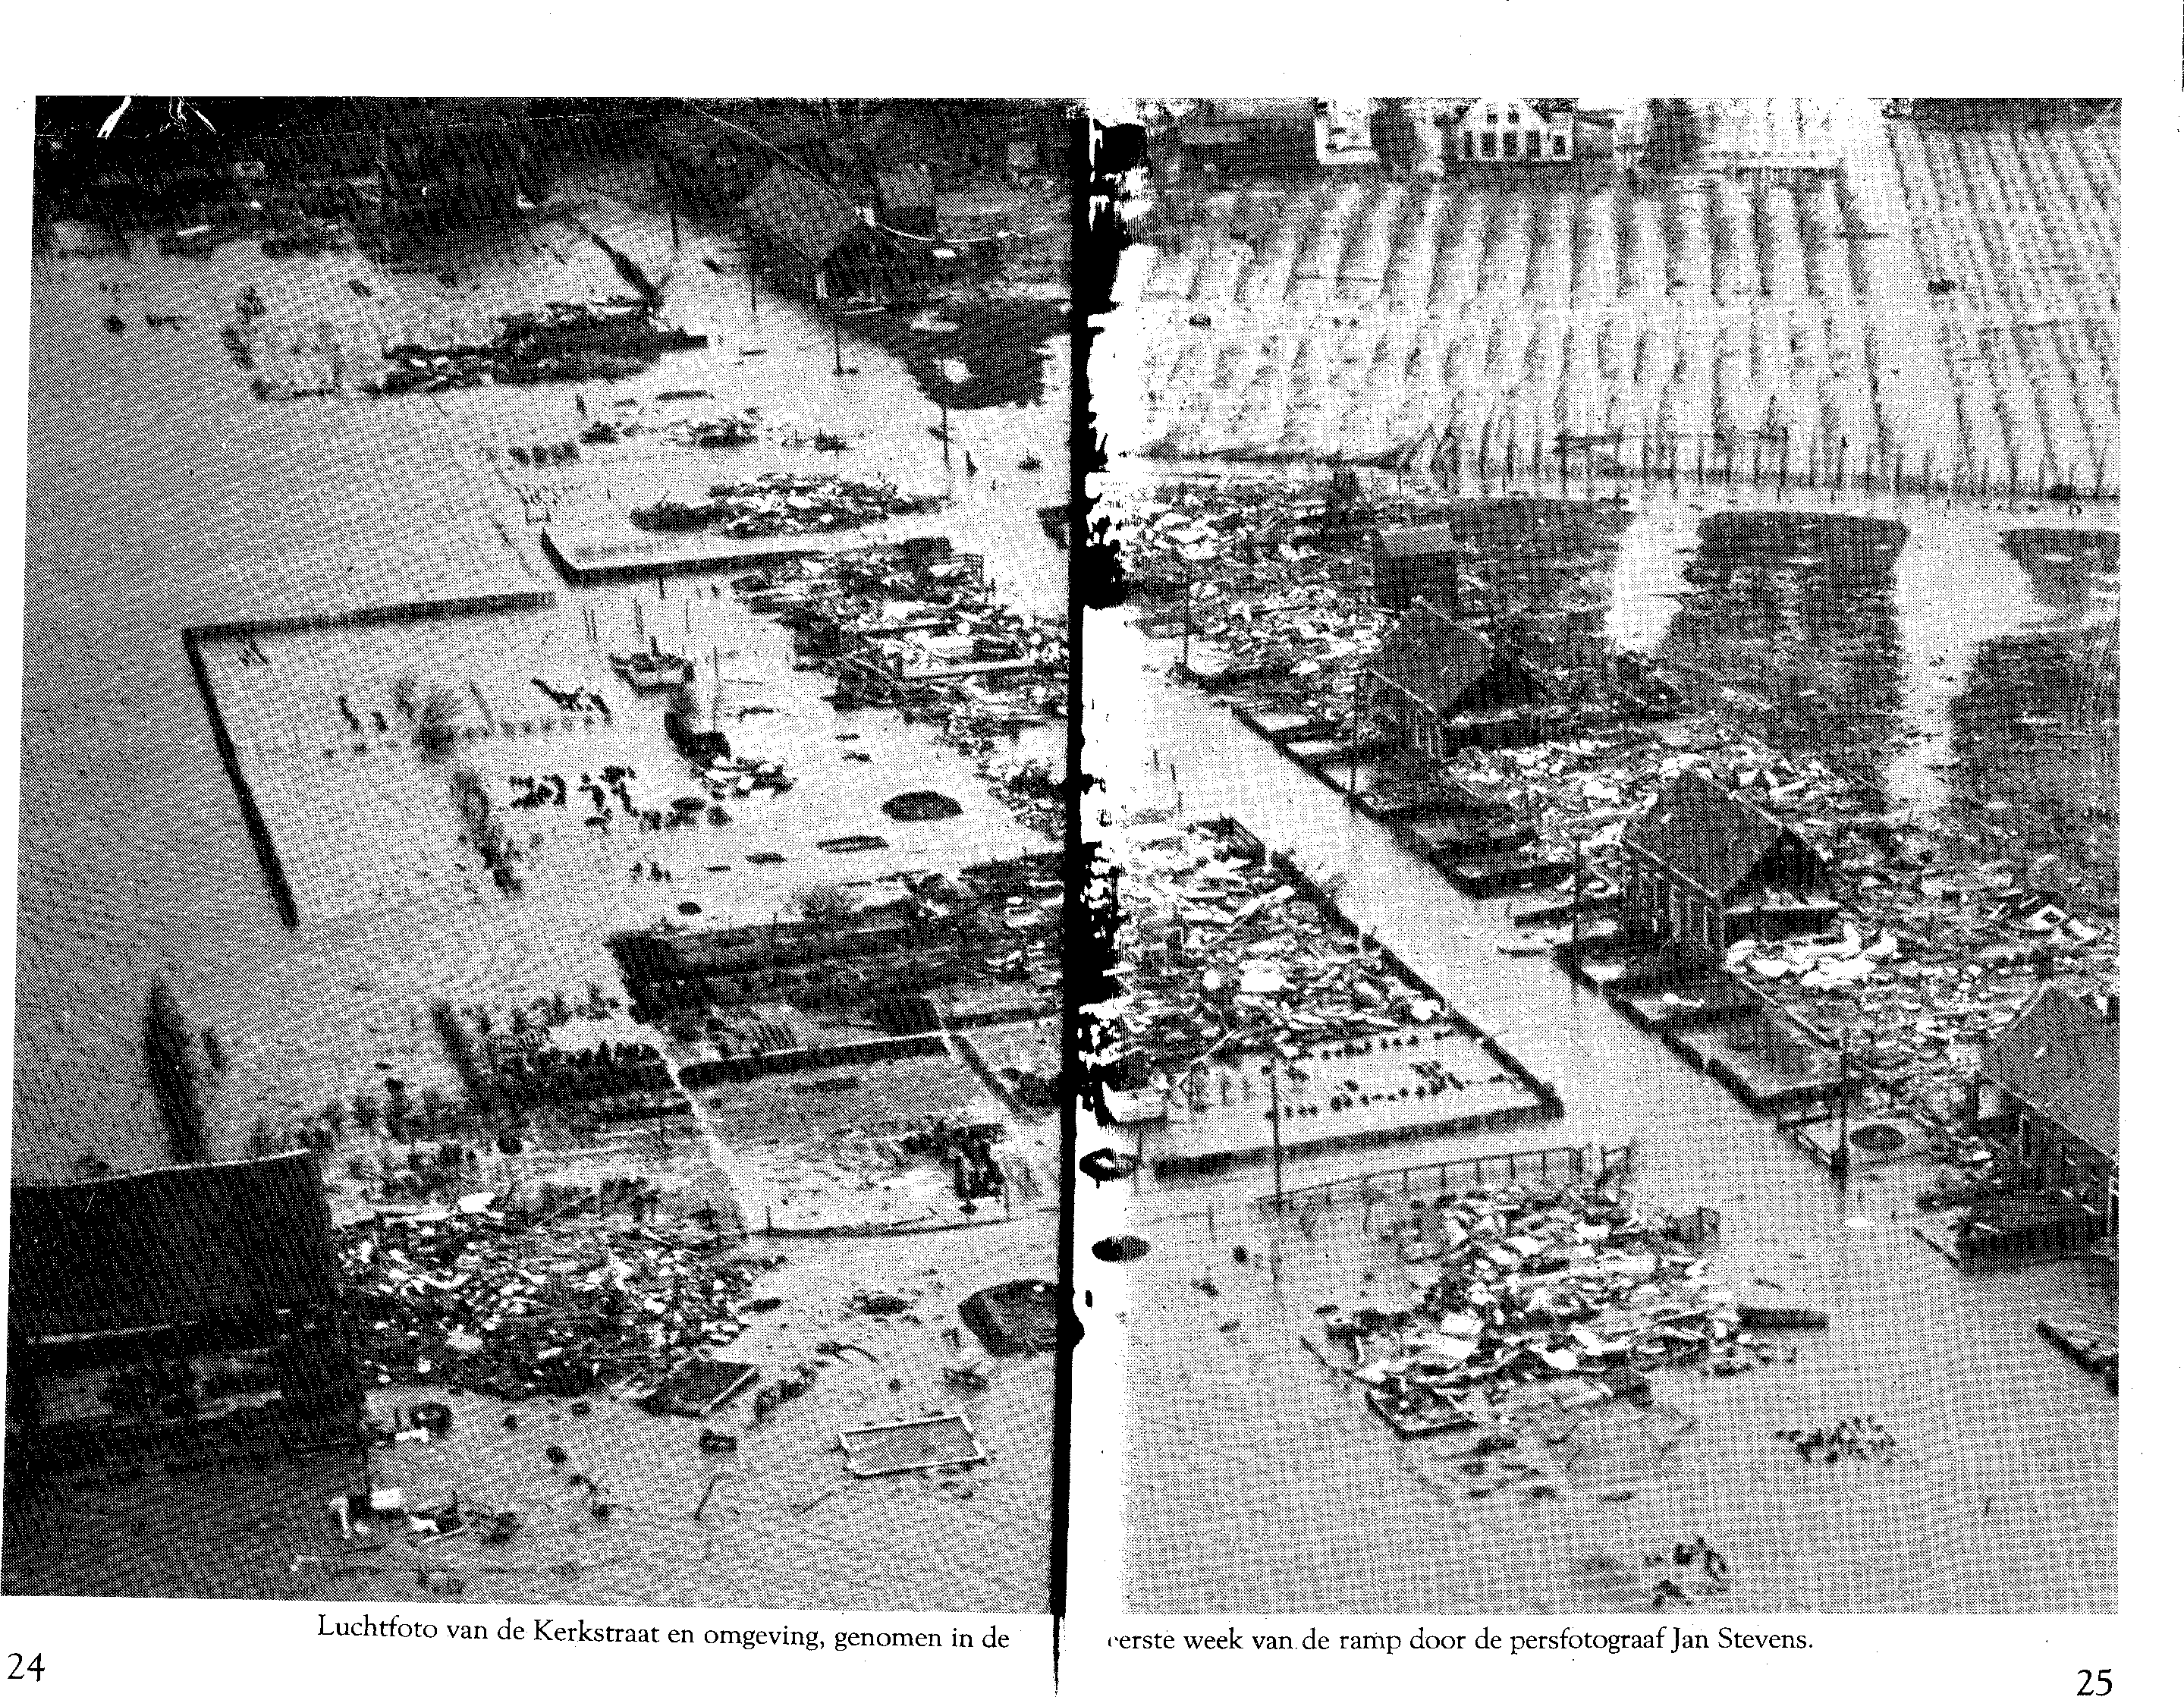 Luchtfoto van de Kerkstraat en omgeving, genomen in de eerste week van de ramp door de persfotograaf Jan Stevens.
24
25